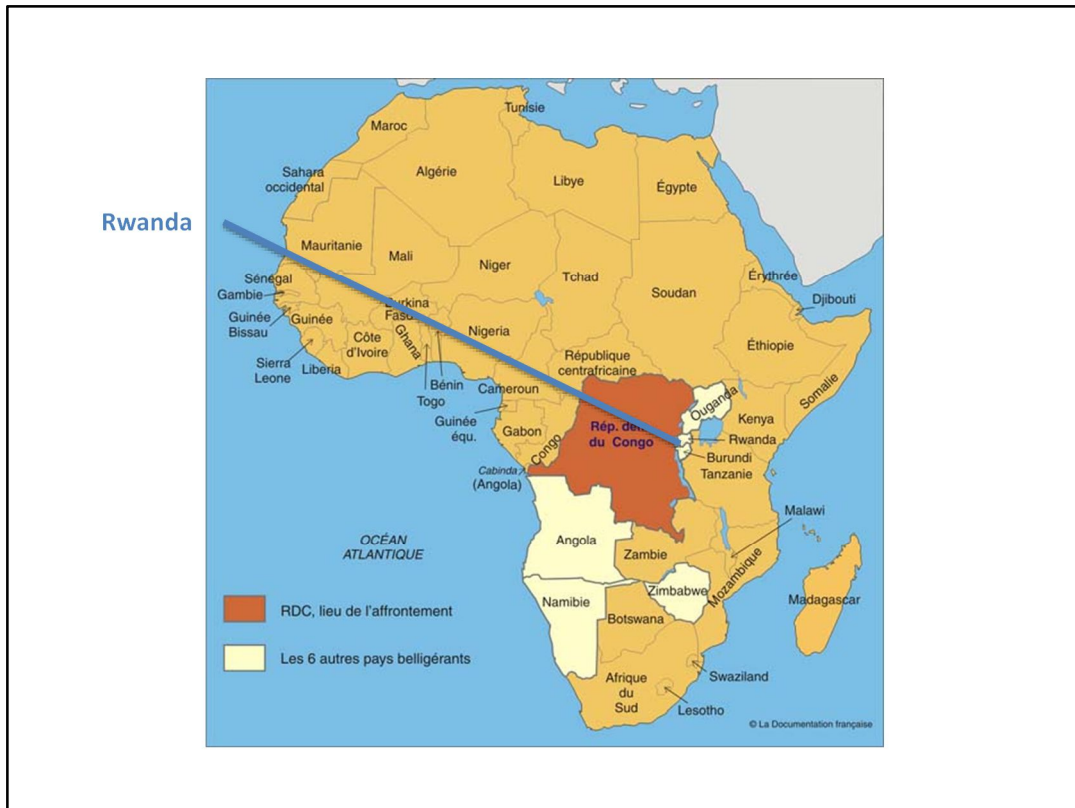 Rwanda
Tunisie
Maroc
Algérie
Libye
Égypte
Sahara
occidental
Mauritanie
Mali
Niger
Tchad
Soudan
Érythrée
Djibouti
Sénégal
Gambie
Guinée
Bissau
Guinée
Sierra
Leone
Liberia
Côte
d'Ivoire
Burkina
Faso
Ghana
Togo
Bénin
Nigeria
Cameroun
Guinée
équ.
Gabon
Congo
Cabinda
(Angola)
République
centrafricaine
Éthiopie
Somalie
Ouganda
Kenya
Rwanda
Burundi
Tanzanie
Rép.
du Congo
Angola
Zambie
Malawi
Mozambique
Zimbabwe
Namibie
Botswana
Madagascar
Afrique
du
Sud
Swaziland
Lesotho
OCÉAN
ATLANTIQUE
RDC, lieu de l'affrontement
Les 6 autres pays belligérants
© La Documentation française